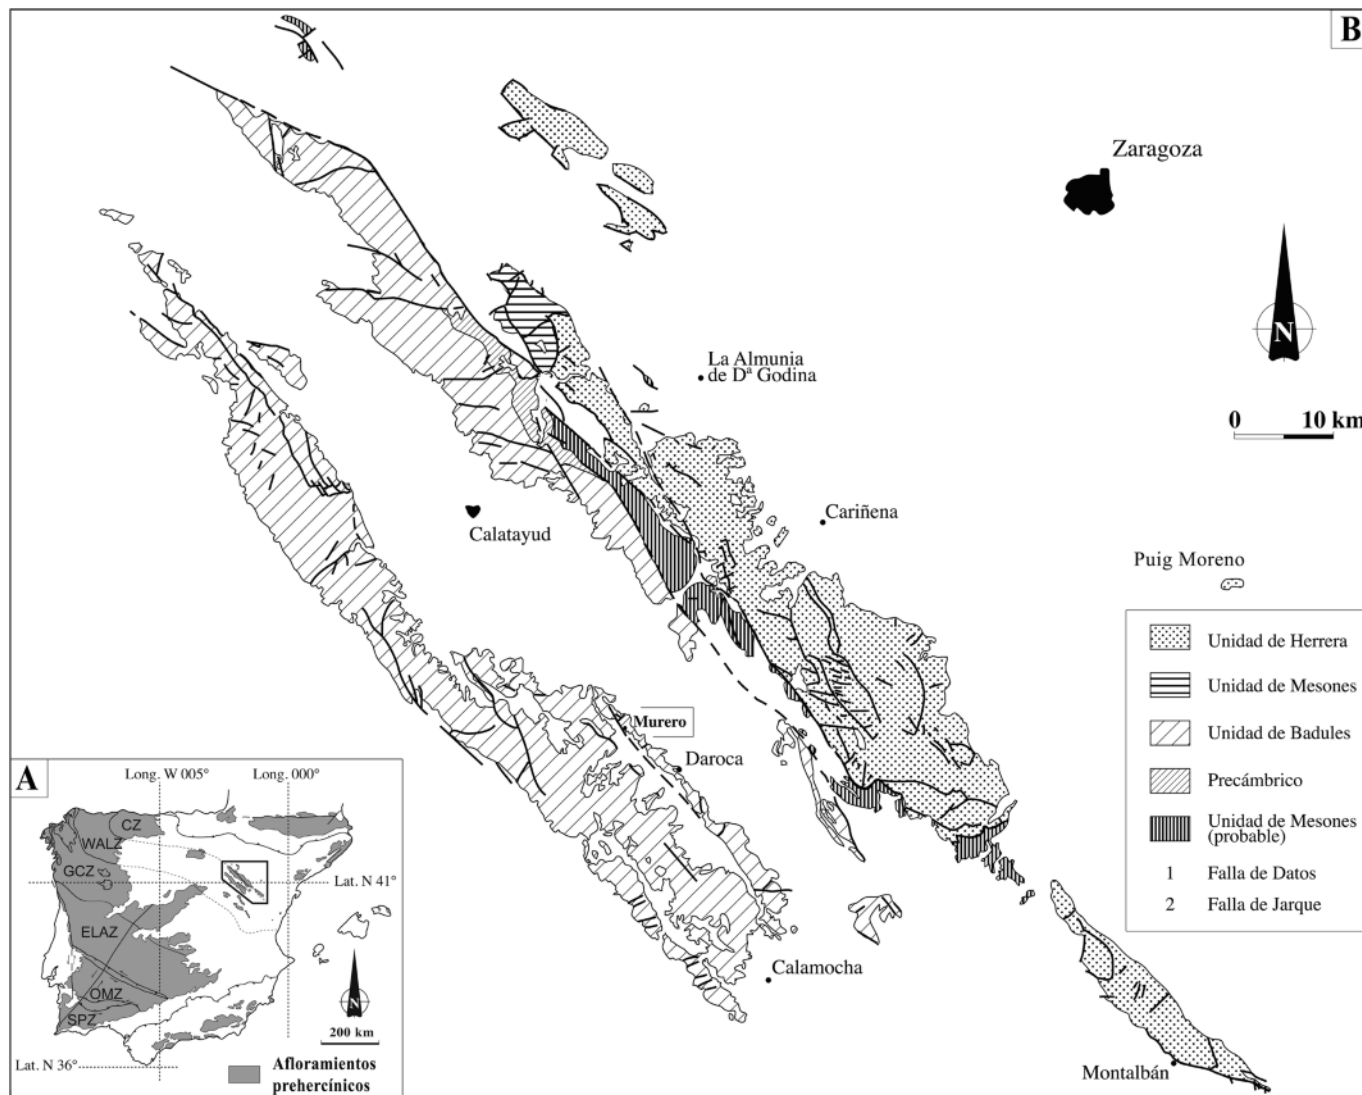 B
Zaragoza
N
La Almunia
de Dª Godina
0 10 km
Cariñena
Calatayud
Puig Moreno
Unidad de Herrera
Unidad de Mesones
Unidad de Badules
Precámbrico
Unidad de Mesones
(probable)
1 Falla de Datos
2 Falla de Jarque
Murero
Daroca
Calamocha
Montalbán
A
Long. W 005° Long. 000°
CZ
WALZ
GCZ
Lat. N 41°
ELAZ
OMZ
SPZ
N
200 km
Lat. N 36°
Afloramientos
prehercínicos